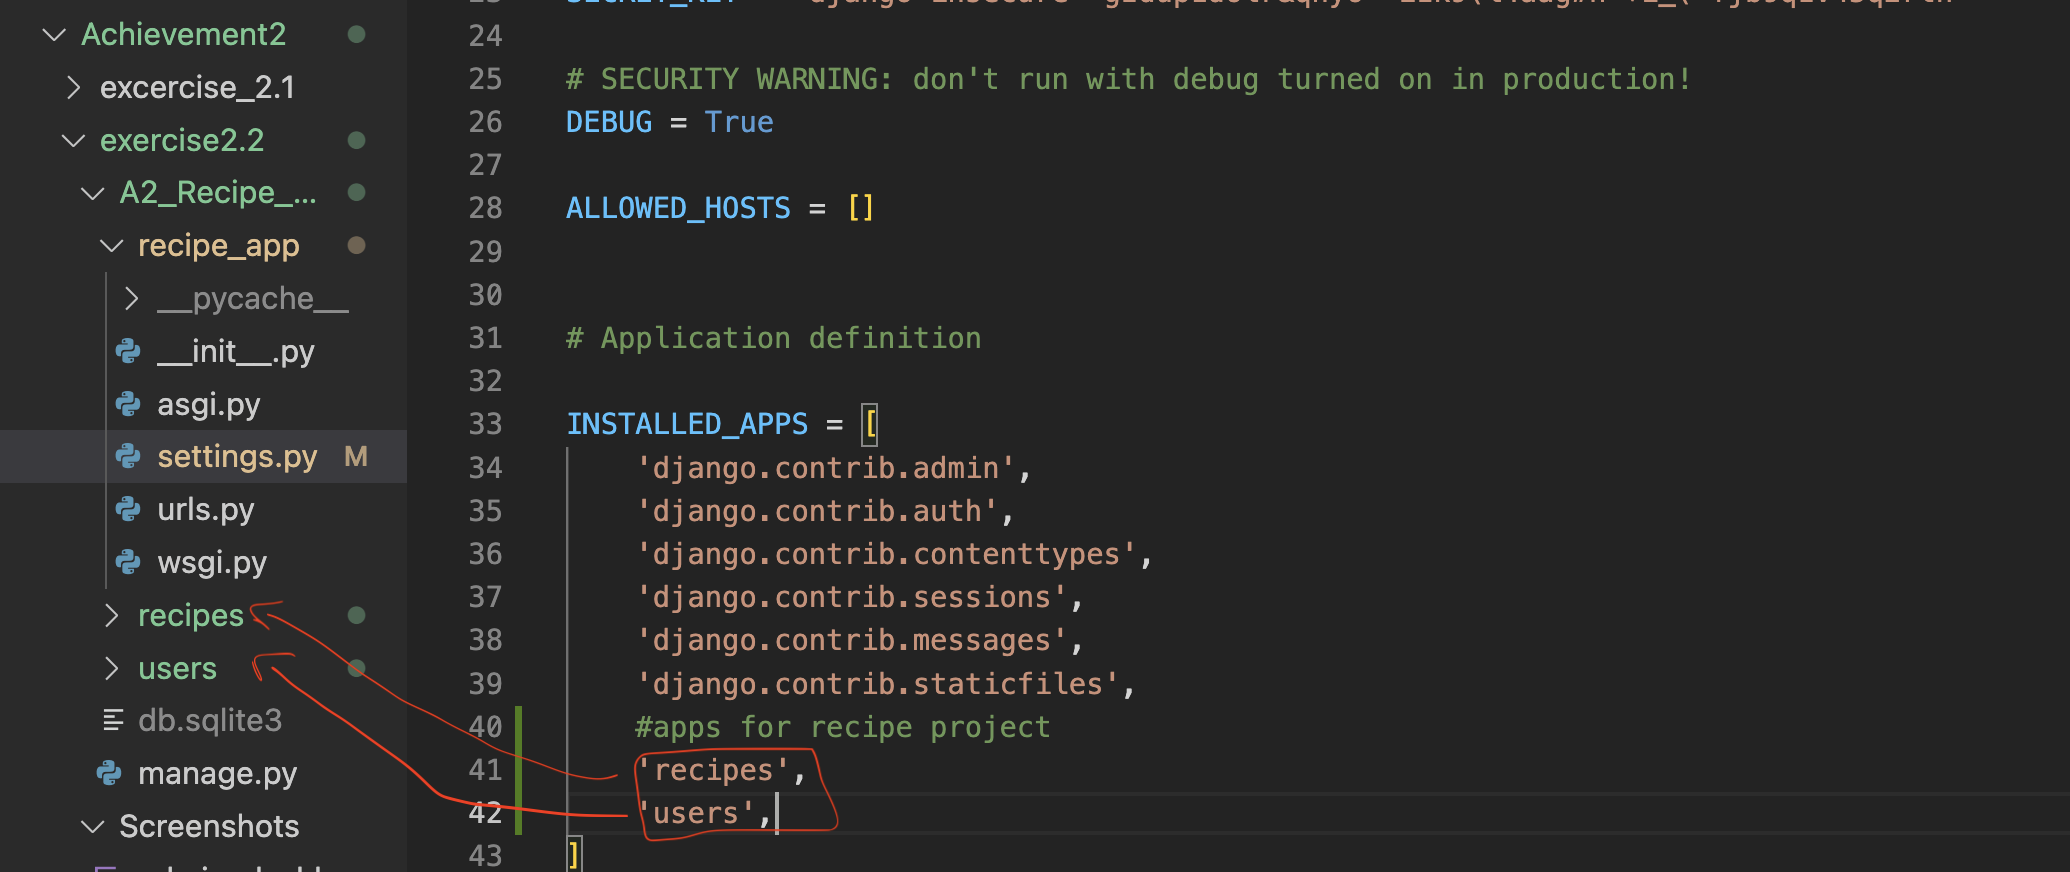 Achievement2
excercise_2.1
exercise2.2
A2_Recipe_...
recipe_app
__pycache__
__init__.py
asgi.py
settings.py M
urls.py
wsgi.py
recipes
users
db.sqlite3
manage.py
Screenshots
24
25 # SECURITY WARNING: don't run with debug turned on in production!
26 DEBUG = True
27
28 ALLOWED_HOSTS = []
29
30
31 # Application definition
32
33 INSTALLED_APPS = [
34 'django.contrib.admin',
35 'django.contrib.auth',
36 'django.contrib.contenttypes',
37 'django.contrib.sessions',
38 'django.contrib.messages',
39 'django.contrib.staticfiles',
40 #apps for recipe project
41 'recipes',
42 'users',
43 ]